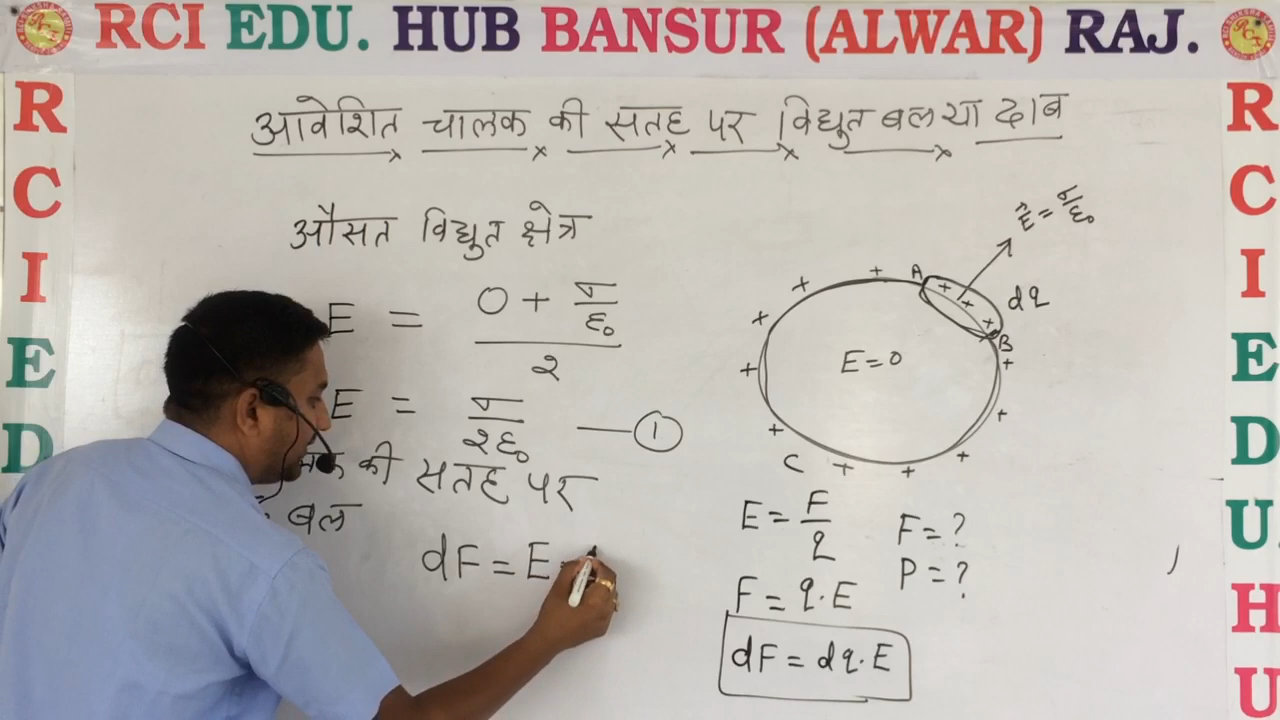 RCI EDU. HUB BANSUR (ALWAR) RAJ.
R
C
I
E
D
R
C
I
E
D
U.
H
U
आवेशित चालक की सतह पर विद्युत बल या दाब
औसत विद्युत क्षेत्र
E = (0 + σ/ε₀)/2
E = σ/2ε₀ — ①
की सतह पर
बल
dF = E
E⃗ = σ/ε₀
A
dq
B
E=0
C
+ + + + + + + + + + + + + +
E = F/q
F = ?
P = ?
F = q.E
dF = dq.E